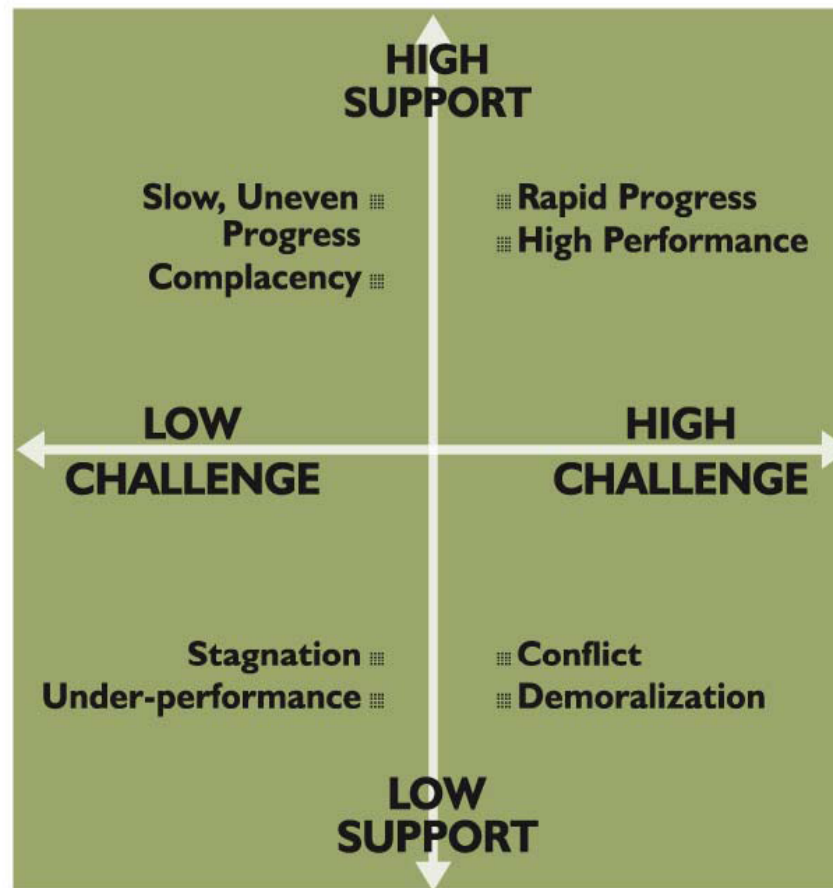 HIGH
SUPPORT
Slow, Uneven
Progress
Complacency
Rapid Progress
High Performance
LOW
CHALLENGE
HIGH
CHALLENGE
Stagnation
Under-performance
Conflict
Demoralization
LOW
SUPPORT